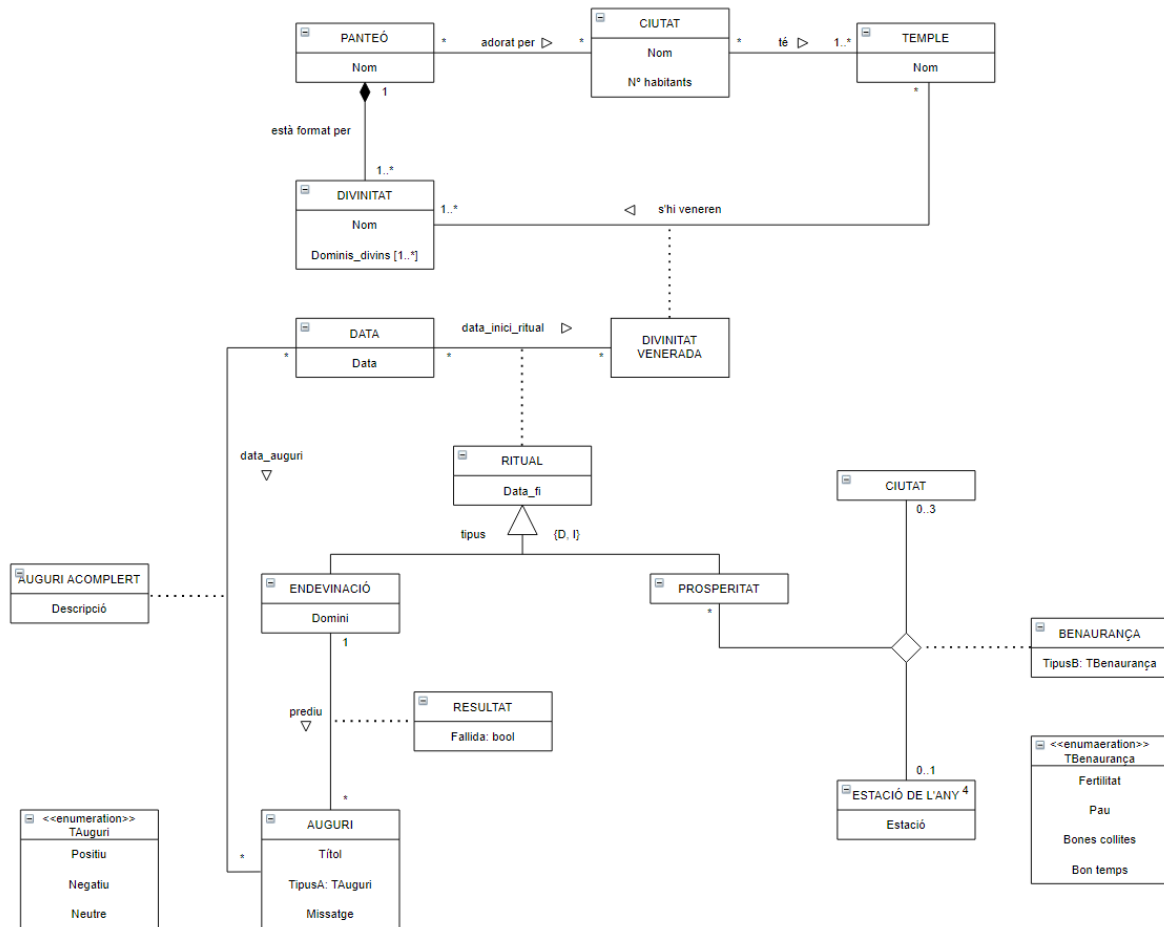 PANTEÓ
Nom
*
adorat per
*
CIUTAT
Nom
Nº habitants
*
té
1..*
TEMPLE
Nom
*
1
està format per
1..*
DIVINITAT
Nom
Dominis_divins [1..*]
1..*
s'hi veneren
DATA
Data
*
*
data_inici_ritual
*
DIVINITAT
VENERADA
data_auguri
RITUAL
Data_fi
tipus
{D, I}
CIUTAT
0..3
AUGURI ACOMPLERT
Descripció
ENDEVINACIÓ
Domini
1
PROSPERITAT
*
BENAURANÇA
TipusB: TBenaurança
prediu
RESULTAT
Fallida: bool
*
0..1
ESTACIÓ DE L'ANY
4
Estació
<<enumaeration>>
TBenaurança
Fertilitat
Pau
Bones collites
Bon temps
<<enumeration>>
TAuguri
Positiu
Negatiu
Neutre
*
AUGURI
Títol
TipusA: TAuguri
Missatge